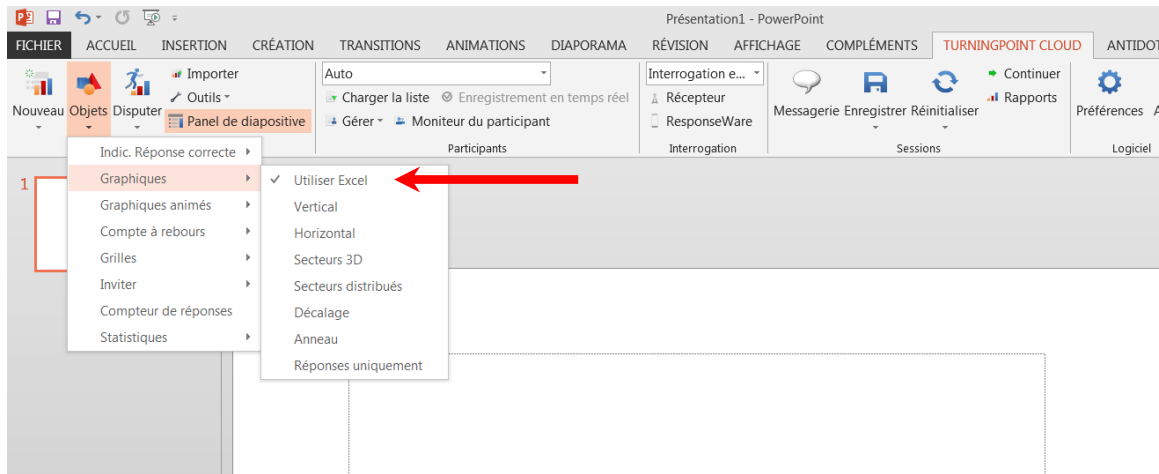 Présentation1 - PowerPoint
FICHIER ACCUEIL INSERTION CRÉATION TRANSITIONS ANIMATIONS DIAPORAMA RÉVISION AFFICHAGE COMPLÉMENTS TURNINGPOINT CLOUD ANTIDOT
Importer Auto Interrogation e... Continuer
Outils Charger la liste Enregistrement en temps réel Récepteur Rapports
Nouveau Objets Disputer Messagerie Enregistrer Réinitialiser Préférences A
Panel de diapositive Gérer Moniteur du participant ResponseWare
Participants Interrogation Sessions Logiciel
Indic. Réponse correcte
1
Graphiques
Graphiques animés
Compte à rebours
Grilles
Inviter
Compteur de réponses
Statistiques
Utiliser Excel
Vertical
Horizontal
Secteurs 3D
Secteurs distribués
Décalage
Anneau
Réponses uniquement